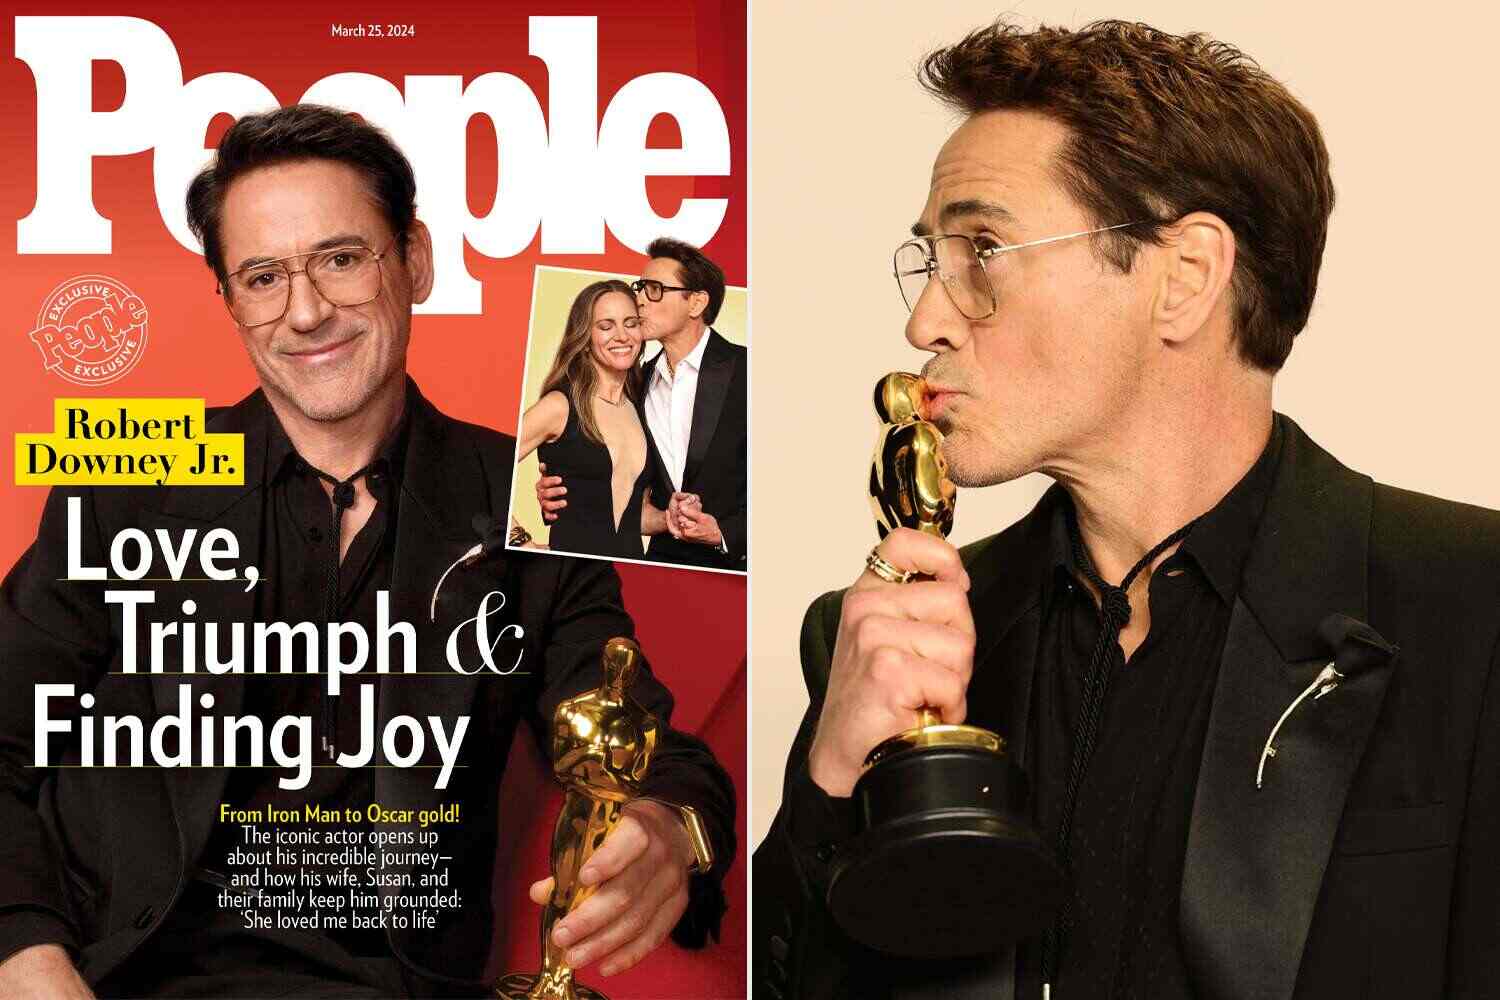 March 25, 2024
People
EXCLUSIVE
People
EXCLUSIVE
Robert
Downey Jr.
Love,
Triumph &
Finding Joy
From Iron Man to Oscar gold!
The iconic actor opens up
about his incredible journey—
and how his wife, Susan, and
their family keep him grounded:
‘She loved me back to life’